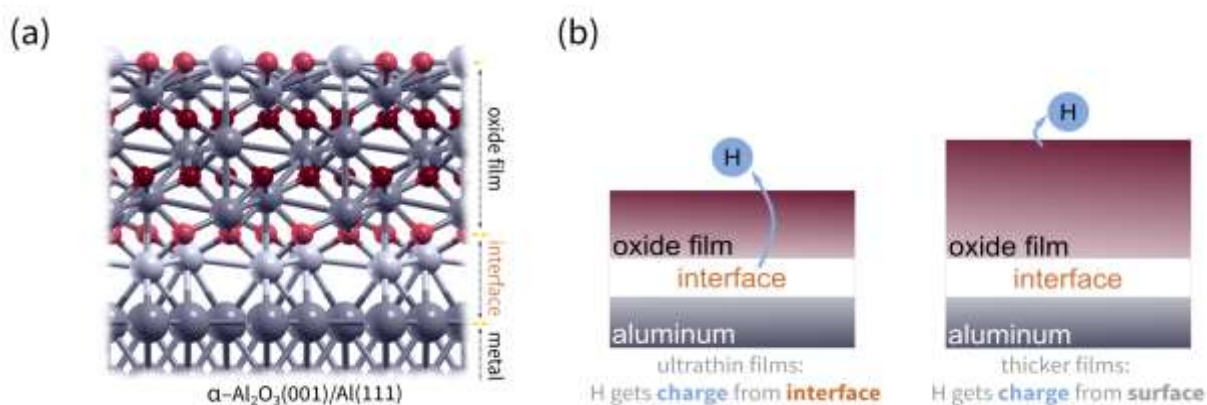 (a)
oxide film
interface
metal
α–Al₂O₃(001)/Al(111)
(b)
H
oxide film
interface
aluminum
ultrathin films:
H gets charge from interface
H
oxide film
interface
aluminum
thicker films:
H gets charge from surface